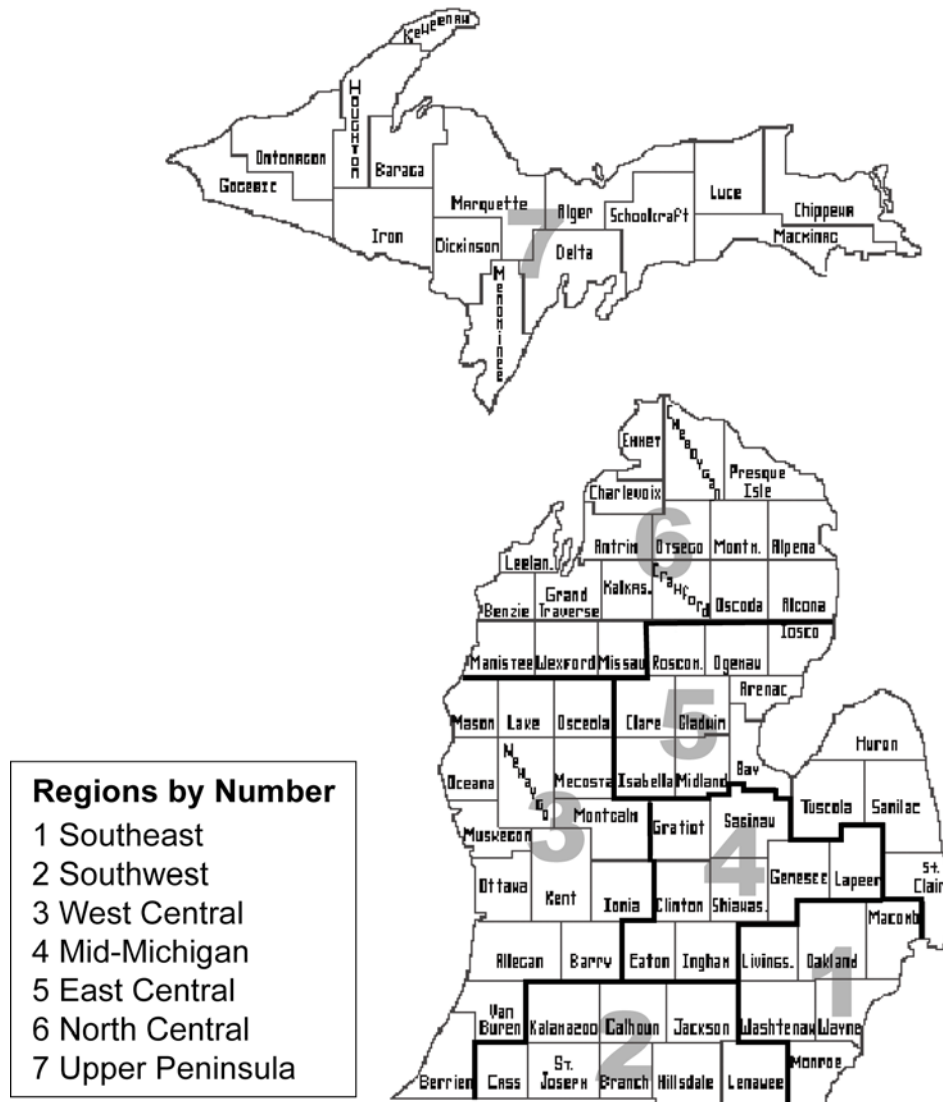 Keweenaw
Houghton
Ontonagon
Gogebic
Baraga
Iron
Marquette
Dickinson
Menominee
7
Alger
Delta
Schoolcraft
Luce
Chippewa
Mackinac
Emmet
Cheboygan
Presque
Isle
Charlevoix
6
Antrim
Otsego
Montm.
Alpena
Leelan.
Benzie
Grand
Traverse
Kalkas.
Crawford
Oscoda
Alcona
Manistee
Wexford
Missau
Roscom.
Ogemaw
Iosco
Arenac
5
Mason
Lake
Osceola
Clare
Gladwin
Oceana
Newaygo
Mecosta
Isabella
Midland
Bay
Huron
3
Muskegon
Montcalm
Gratiot
Saginaw
4
Tuscola
Sanilac
Ottawa
Kent
Ionia
Clinton
Shiawas.
Genesee
Lapeer
St.
Clair
Allegan
Barry
Eaton
Ingham
Livings.
Oakland
Macomb
1
Van
Buren
Kalamazoo
Calhoun
Jackson
Washtenaw
Wayne
2
Berrien
Cass
St.
Joseph
Branch
Hillsdale
Lenawee
Monroe
Regions by Number
1 Southeast
2 Southwest
3 West Central
4 Mid-Michigan
5 East Central
6 North Central
7 Upper Peninsula